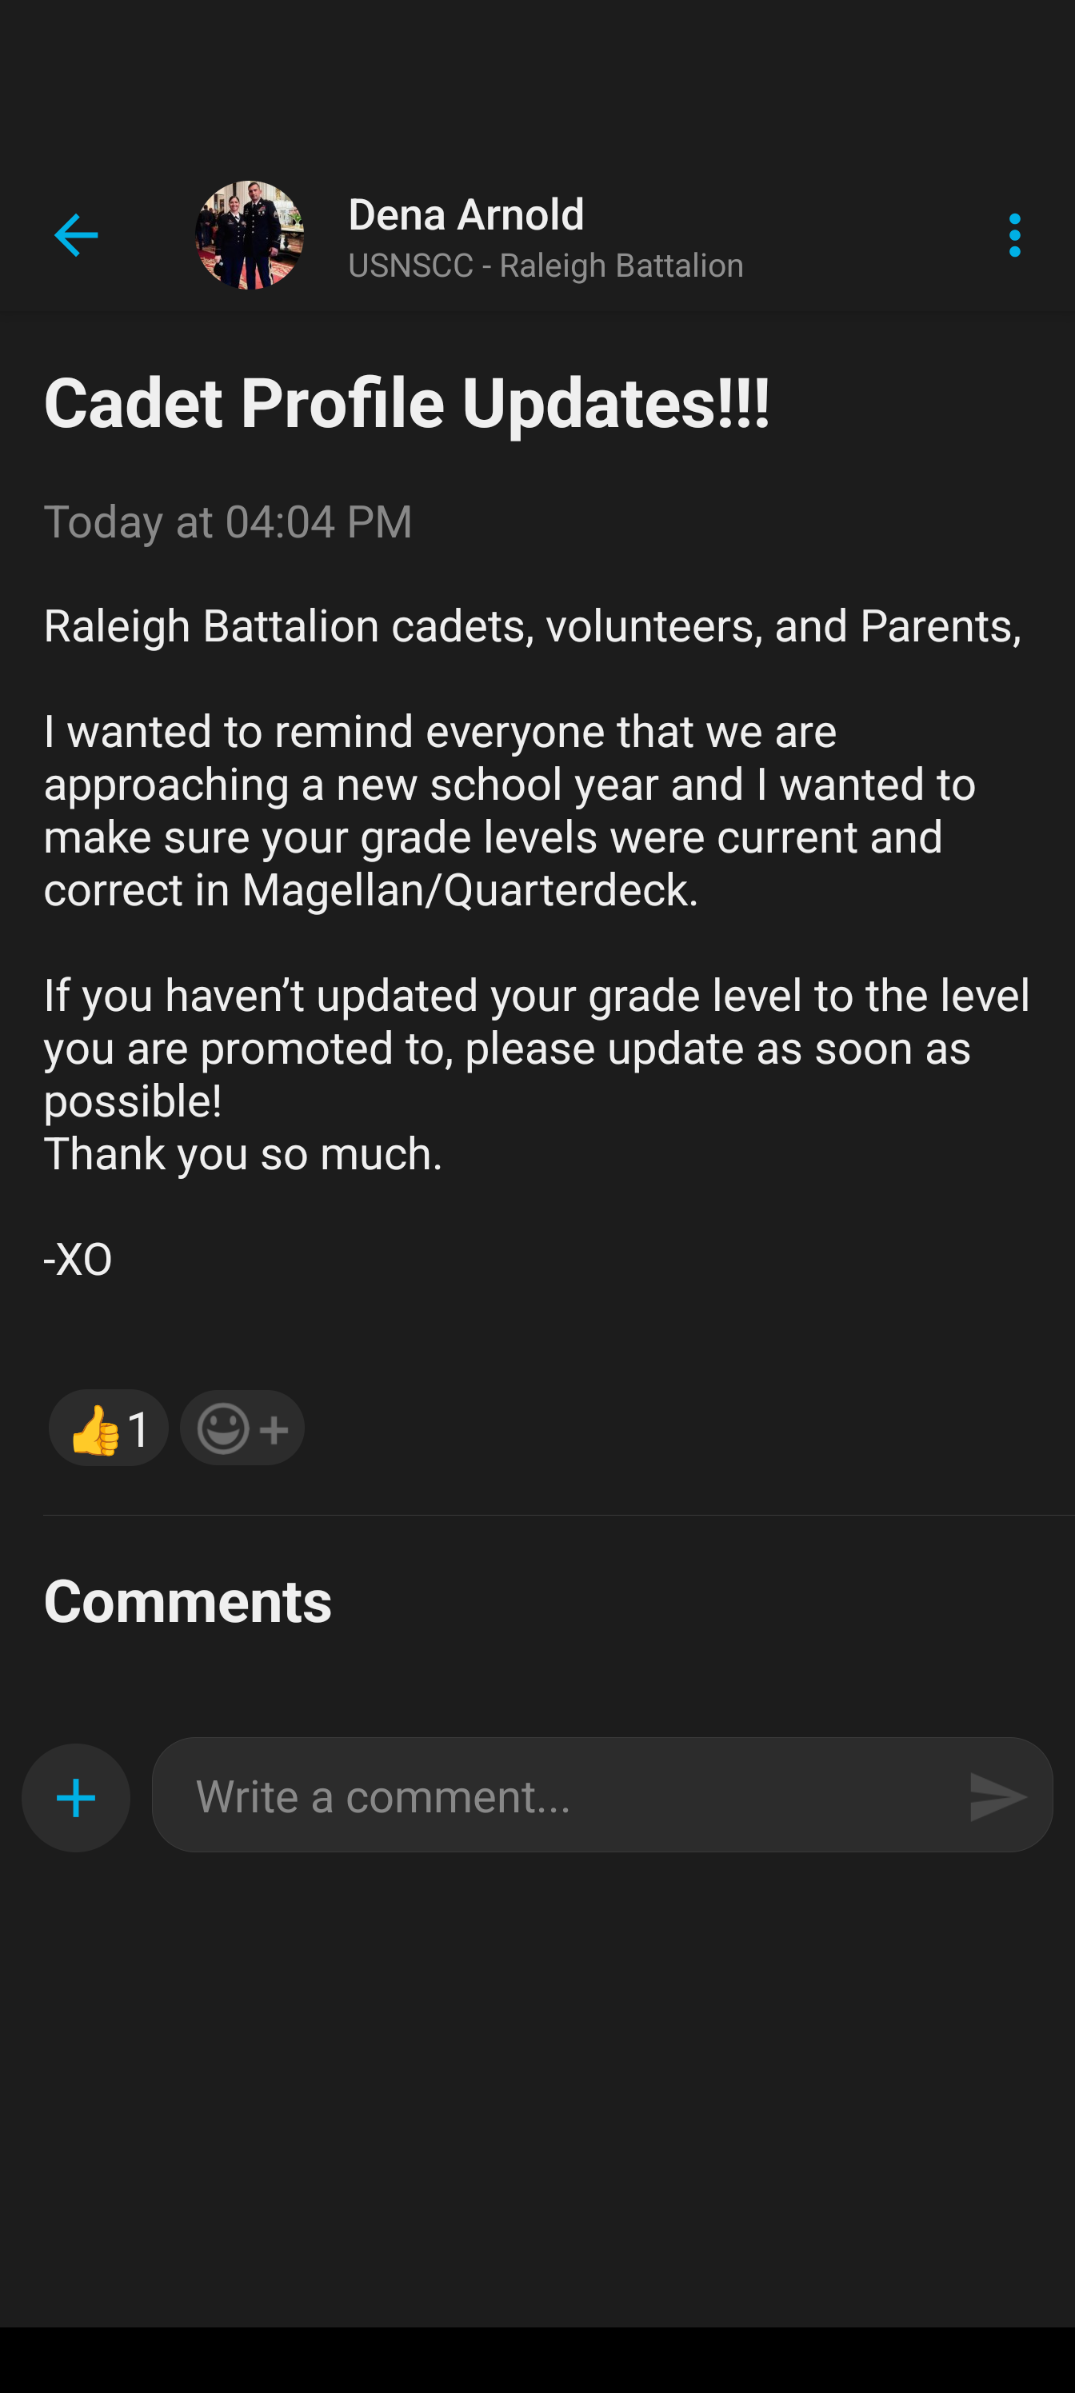 Dena Arnold
USNSCC - Raleigh Battalion
Cadet Profile Updates!!!
Today at 04:04 PM
Raleigh Battalion cadets, volunteers, and Parents,
I wanted to remind everyone that we are
approaching a new school year and I wanted to
make sure your grade levels were current and
correct in Magellan/Quarterdeck.
If you haven’t updated your grade level to the level
you are promoted to, please update as soon as
possible!
Thank you so much.
-XO
👍1
Comments
Write a comment...